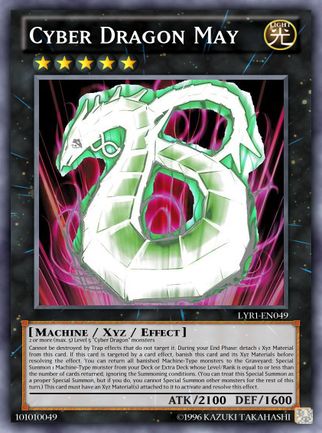 CYBER DRAGON MAY
LIGHT
光
LYR1-EN049
[MACHINE / XYZ / EFFECT]
2 or more (max. 5) Level 5 "Cyber Dragon" monsters
Cannot be destroyed by Trap effects that do not target it. During your End Phase: detach 1 Xyz Material
from this card. If this card is targeted by a card effect, banish this card and its Xyz Materials before
resolving the effect. You can return all banished Machine-type monsters to the Graveyard: Special
Summon 1 Machine-type monster from your Deck or Extra Deck whose Level/Rank is equal to or less than
the number of cards returned, ignoring the Summoning conditions. (You can treat this Special Summon as
a proper Special Summon, but if you do, you cannot Special Summon other monsters for the rest of this
turn.) This card must have an Xyz Material(s) attached to it to activate and resolve this effect.
ATK/2100 DEF/1600
101010049
©1996 KAZUKI TAKAHASHI